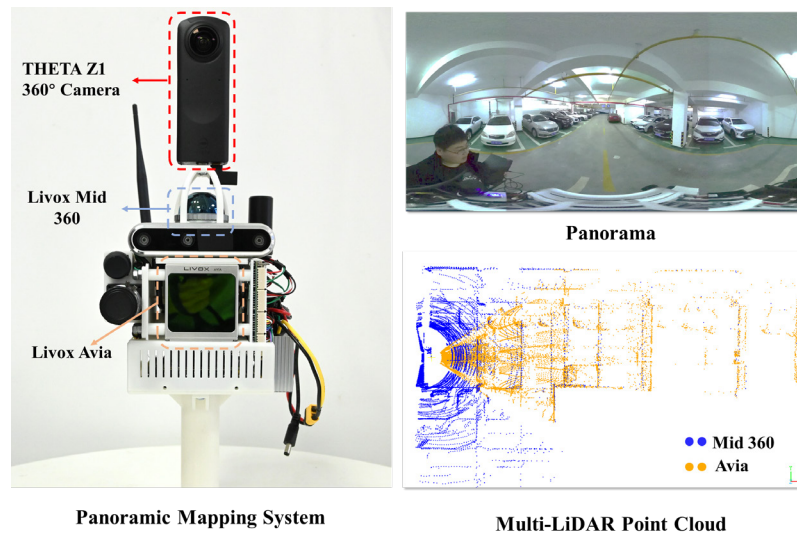 THETA Z1
360° Camera
Livox Mid
360
LIVOX
Livox Avia
Panoramic Mapping System
Panorama
Mid 360
Avia
Multi-LiDAR Point Cloud